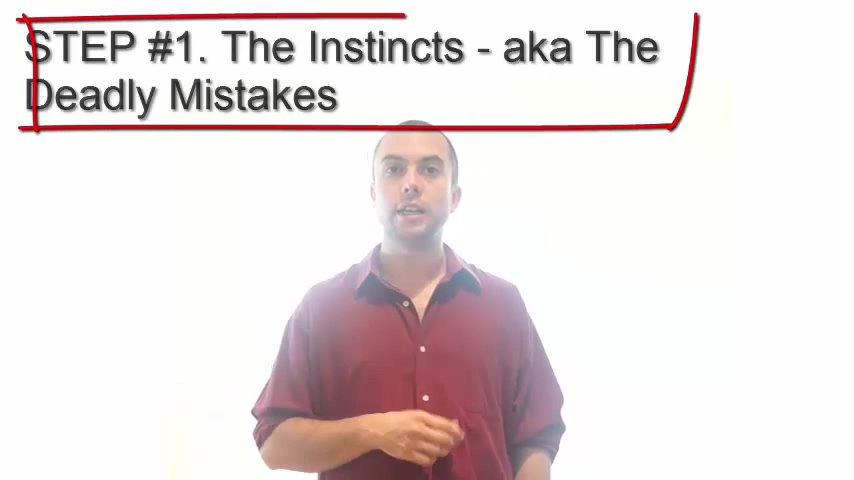 STEP #1. The Instincts - aka The
Deadly Mistakes